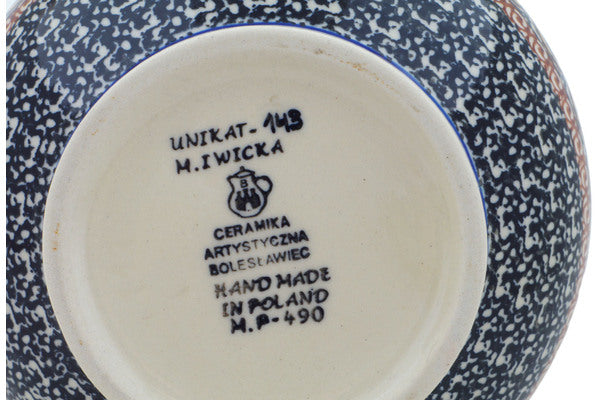 UNIKAT-143
M.IWICKA
B
CERAMIKA
ARTYSTYCZNA
BOLESŁAWIEC
HAND MADE
IN POLAND
M.P-490